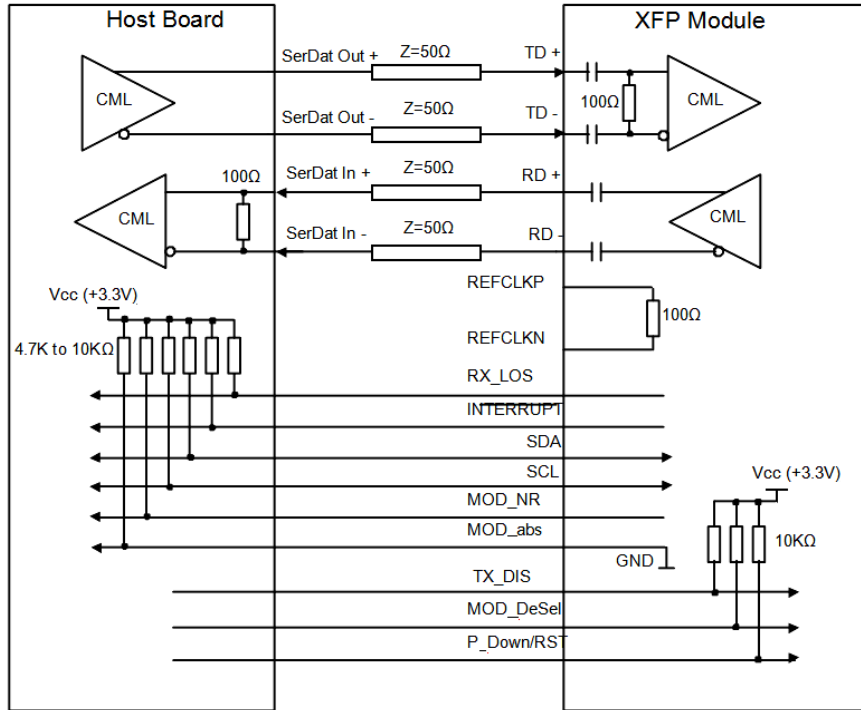 Host Board
XFP Module
SerDat Out +
Z=50Ω
TD +
CML
100Ω
CML
SerDat Out -
Z=50Ω
TD -
SerDat In +
Z=50Ω
RD +
100Ω
CML
CML
SerDat In -
Z=50Ω
RD -
REFCLKP
Vcc (+3.3V)
100Ω
4.7K to 10KΩ
REFCLKN
RX_LOS
INTERRUPT
SDA
SCL
Vcc (+3.3V)
MOD_NR
MOD_abs
10KΩ
GND
TX_DIS
MOD_DeSel
P_Down/RST